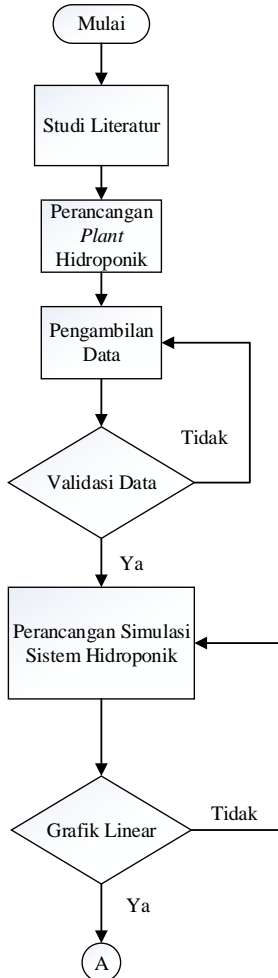 Mulai
Studi Literatur
Perancangan
Plant
Hidroponik
Pengambilan
Data
Tidak
Validasi Data
Ya
Perancangan Simulasi
Sistem Hidroponik
Tidak
Grafik Linear
Ya
A